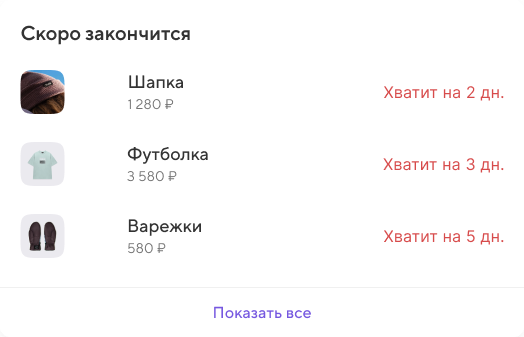 Скоро закончится
Шапка
1 280 ₽
Хватит на 2 дн.
Футболка
3 580 ₽
Хватит на 3 дн.
Варежки
580 ₽
Хватит на 5 дн.
Показать все